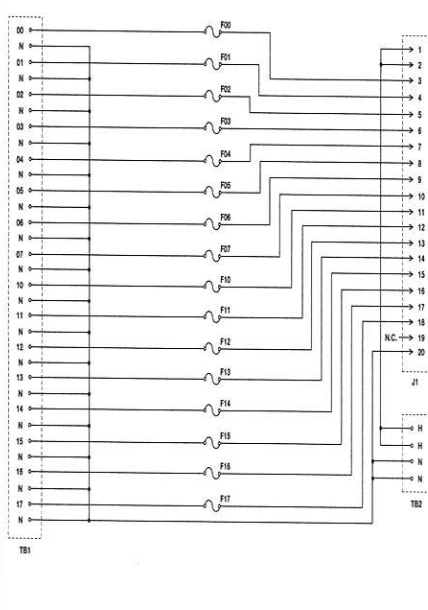 00 F00
N 1
01 F01 2
N 3
02 F02 4
N 5
03 F03 6
N 7
04 F04 8
N 9
05 F05 10
N 11
06 F06 12
N 13
07 F07 14
N 15
10 F10 16
N 17
11 F11 18
N N.C. 19
12 F12 20
N J1
13 F13
N
14 F14
N H
15 F15 H
N N
16 F16 N
N TB2
17 F17
N
TB1